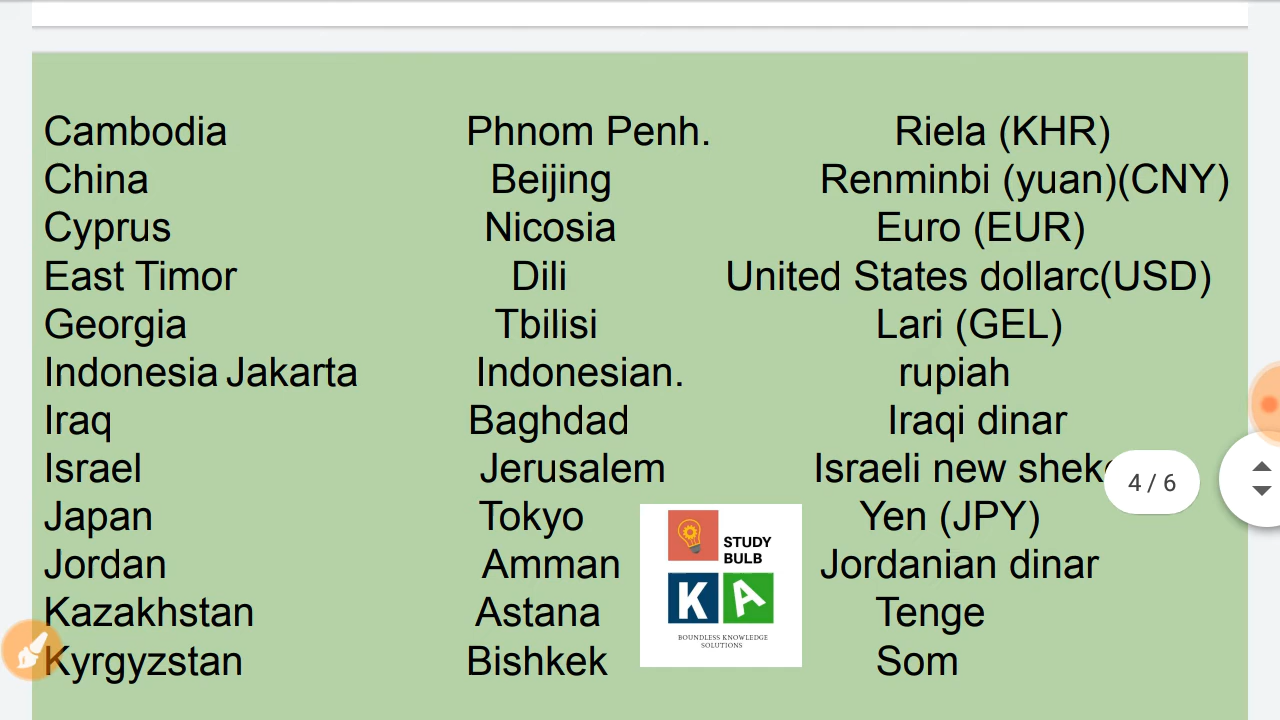 Cambodia Phnom Penh. Riela (KHR)
China Beijing Renminbi (yuan)(CNY)
Cyprus Nicosia Euro (EUR)
East Timor Dili United States dollarc(USD)
Georgia Tbilisi Lari (GEL)
Indonesia Jakarta Indonesian. rupiah
Iraq Baghdad Iraqi dinar
Israel Jerusalem Israeli new
4 / 6
Japan Tokyo Yen (JPY)
Jordan Amman Jordanian dinar
Kazakhstan Astana Tenge
Kyrgyzstan Bishkek Som
STUDY
BULB
K A
BOUNDLESS KNOWLEDGE
SOLUTIONS